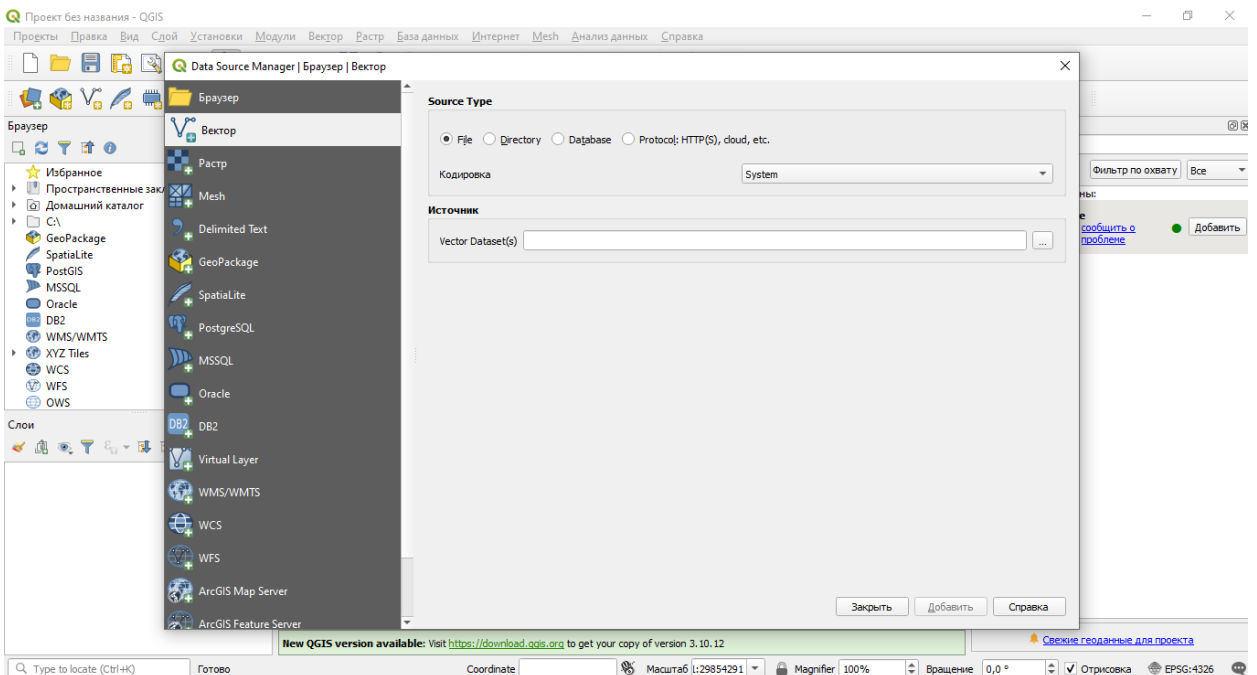 Проект без названия - QGIS
Проекты Правка Вид Слой Установки Модули Вектор Растр База данных Интернет Mesh Анализ данных Справка
Data Source Manager | Браузер | Вектор
Браузер
Избранное
Пространственные закл
Домашний каталог
C:\
GeoPackage
SpatiaLite
PostGIS
MSSQL
Oracle
DB2
WMS/WMTS
XYZ Tiles
WCS
WFS
OWS
Слои
Браузер
Вектор
Растр
Mesh
Delimited Text
GeoPackage
SpatiaLite
PostgreSQL
MSSQL
Oracle
DB2
DB2
Virtual Layer
WMS/WMTS
WCS
WFS
ArcGIS Map Server
ArcGIS Feature Server
Source Type
File Directory Database Protocol: HTTP(S), cloud, etc.
Кодировка System
Источник
Vector Dataset(s) ...
Закрыть Добавить Справка
Фильтр по охвату Все
ны:
е
сообщить о
проблеме
Добавить
New QGIS version available: Visit https://download.qgis.org to get your copy of version 3.10.12
Свежие геоданные для проекта
Type to locate (Ctrl+K) Готово Coordinate Масштаб 1:29854291 Magnifier 100% Вращение 0,0 ° Отрисовка EPSG:4326